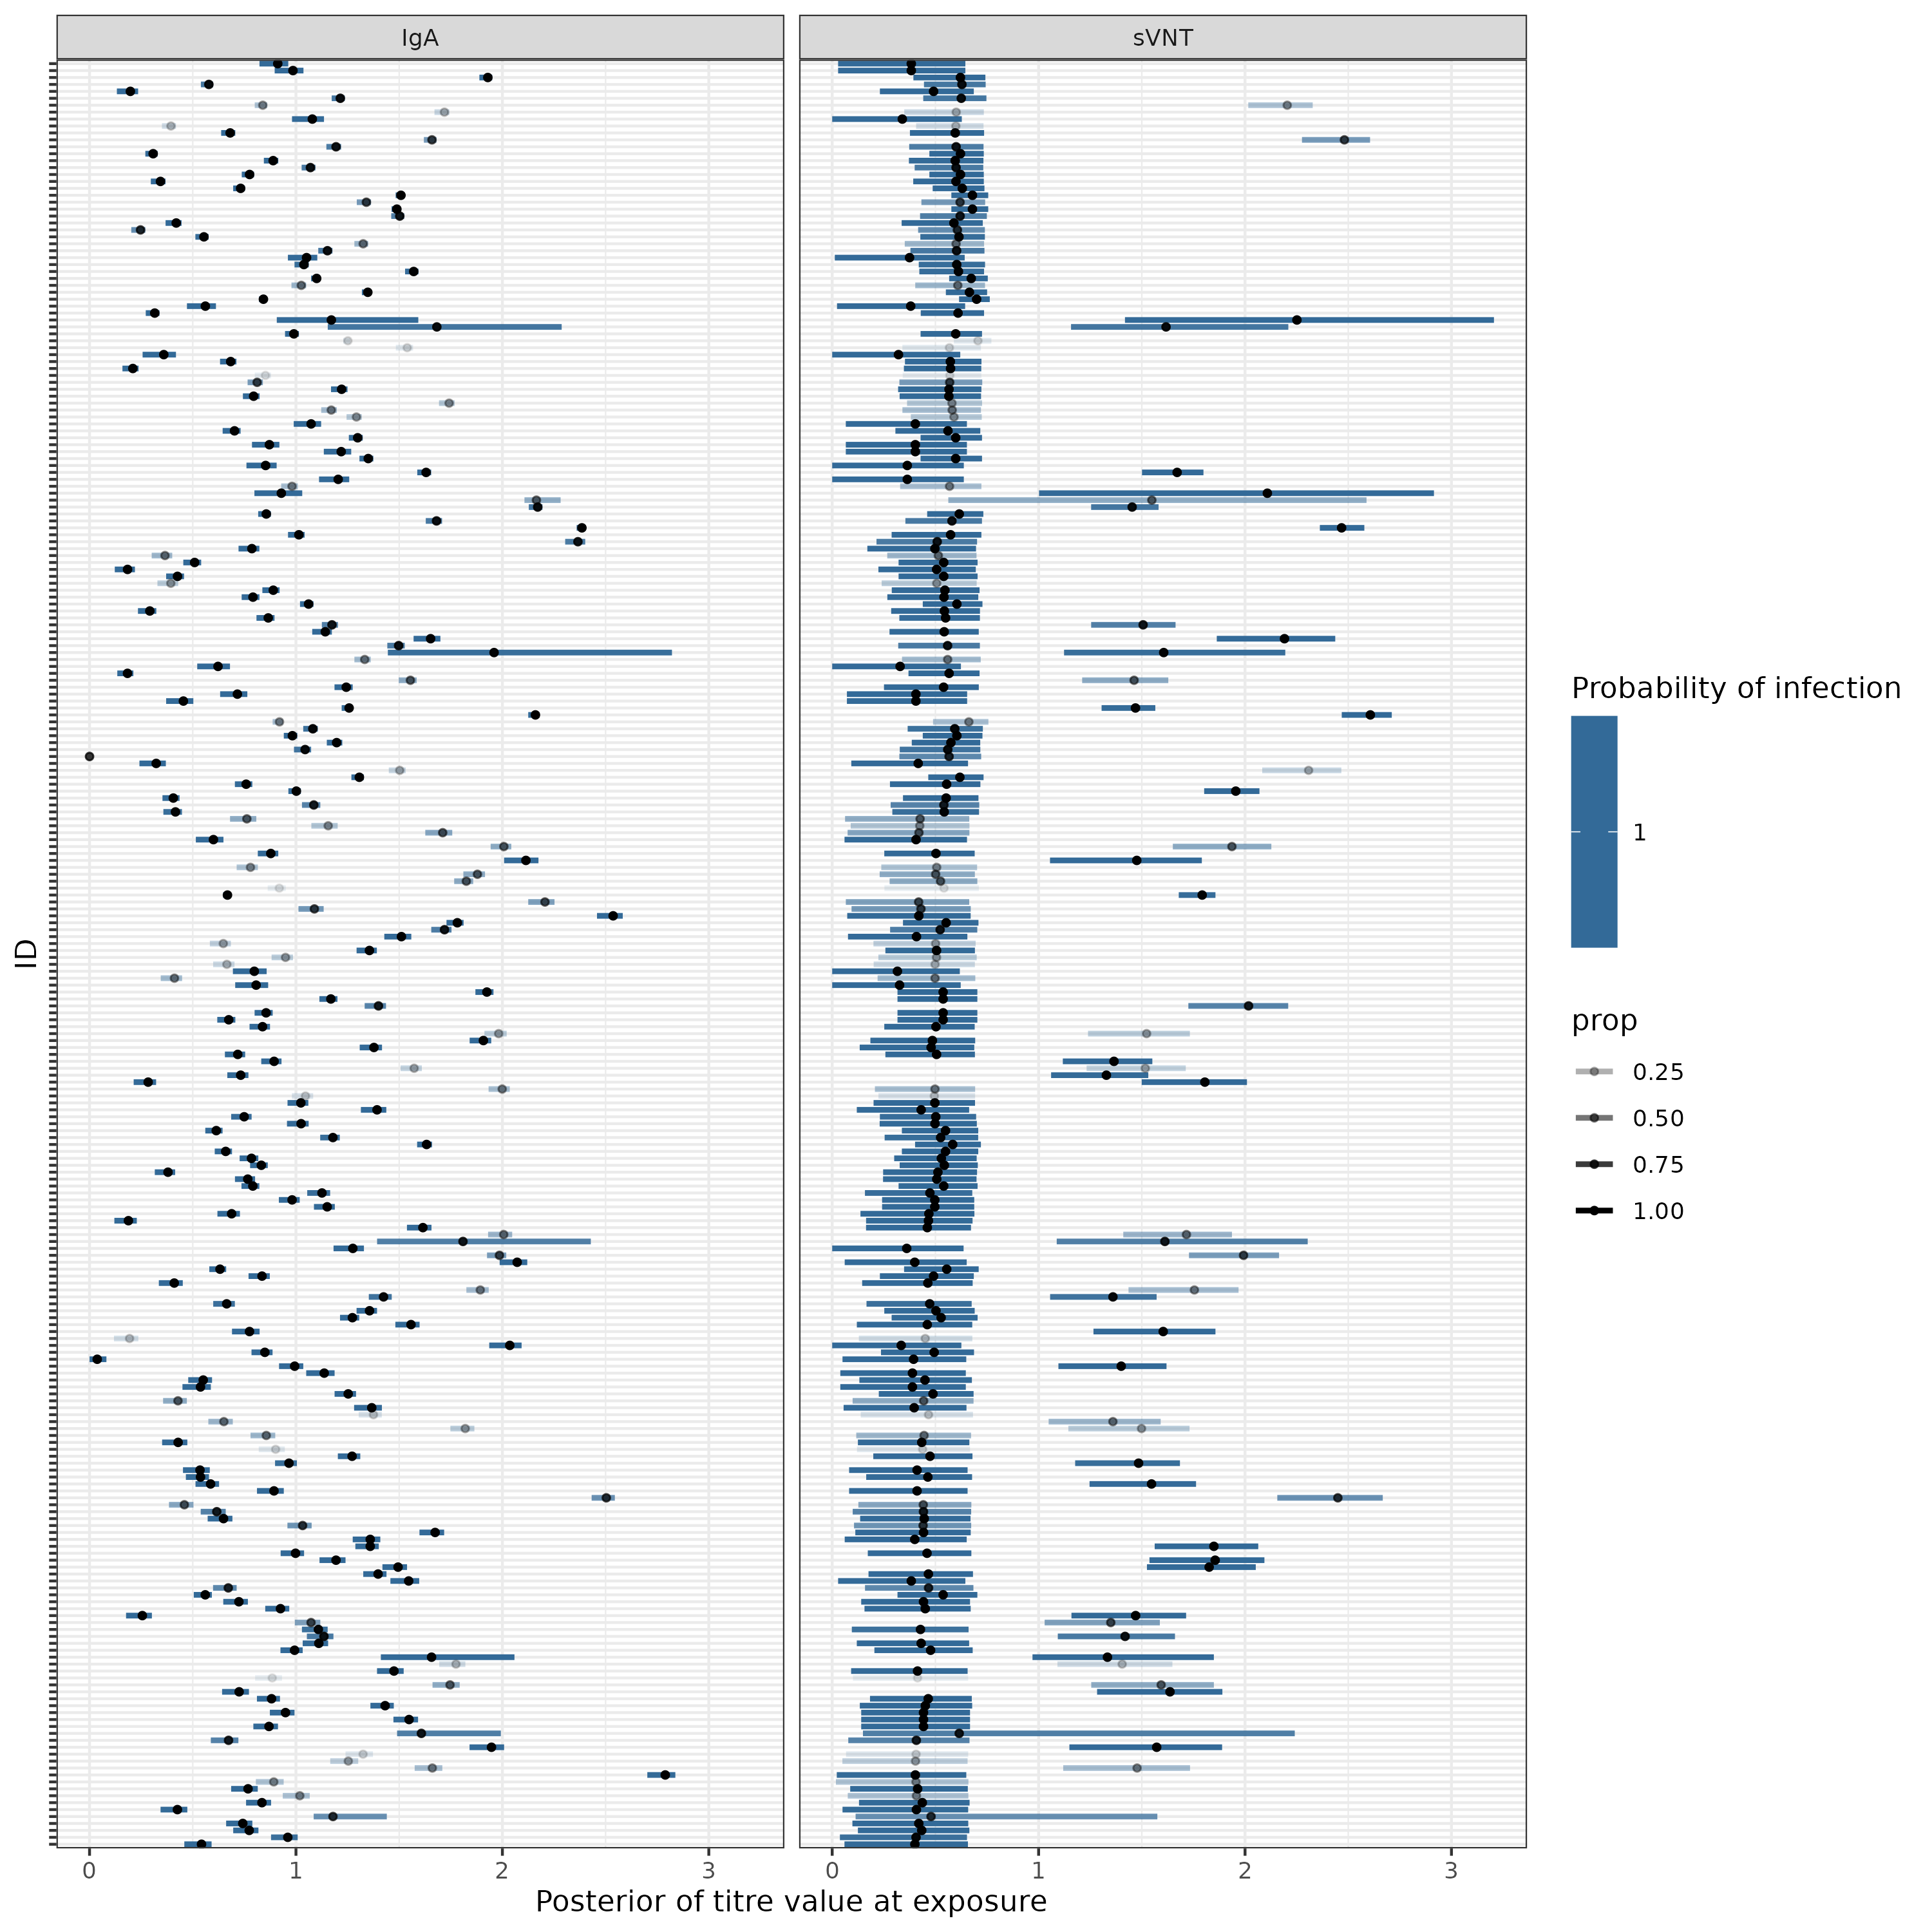 IgA
sVNT
ID
0
1
2
3
0
1
2
3
Posterior of titre value at exposure
Probability of infection
1
prop
0.25
0.50
0.75
1.00